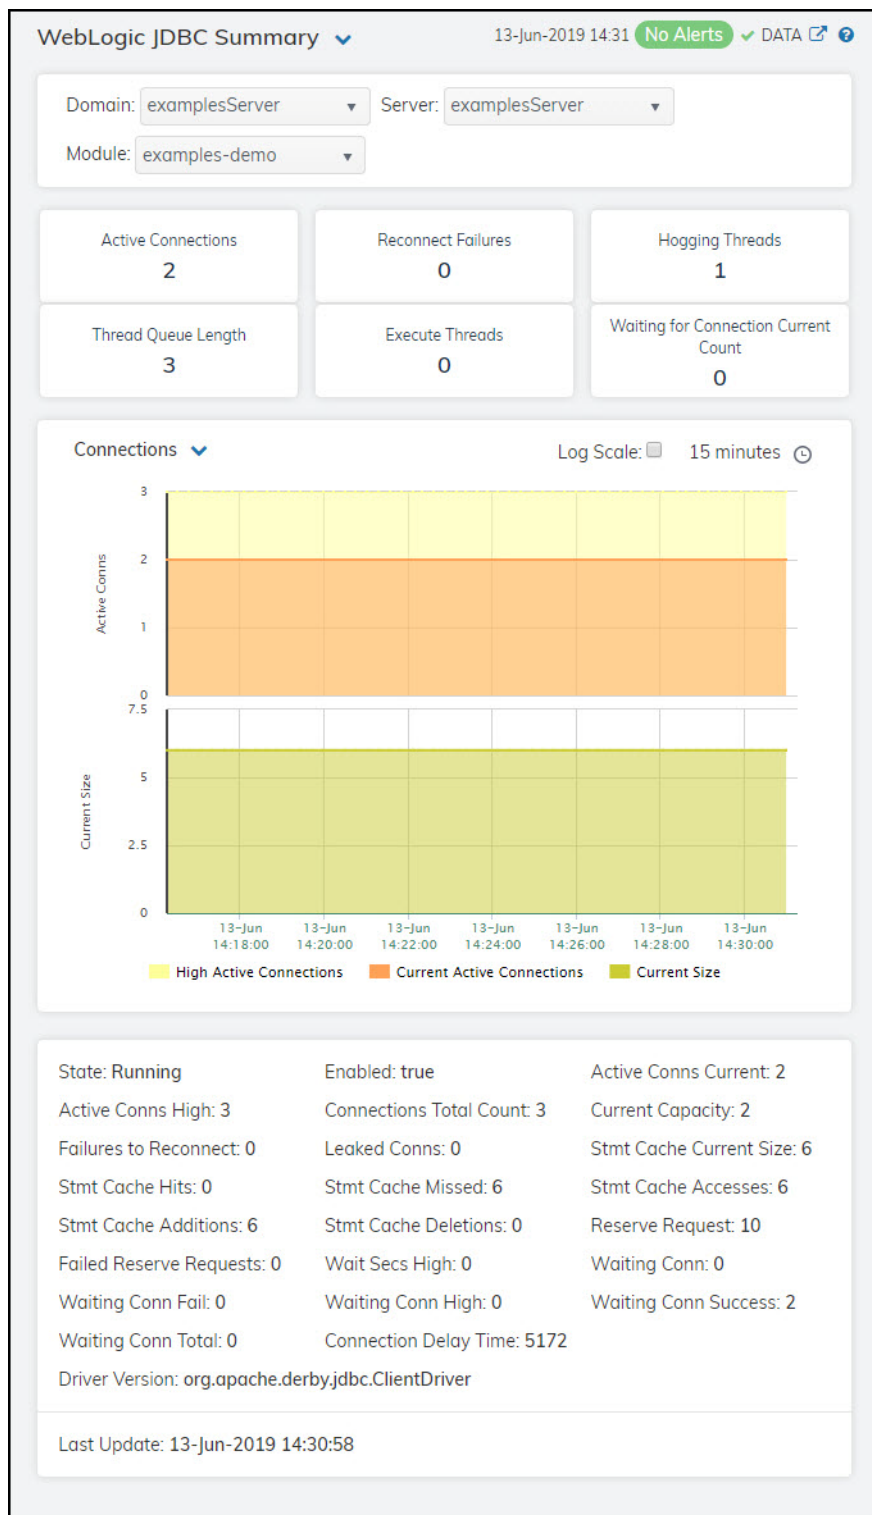 WebLogic JDBC Summary 13-Jun-2019 14:31 No Alerts DATA
Domain: examplesServer Server: examplesServer
Module: examples-demo
Active Connections Reconnect Failures Hogging Threads
2 0 1
Thread Queue Length Execute Threads Waiting for Connection Current
Count
3 0 0
Connections Log Scale: 15 minutes
3
2
1
0
Active Conns
7.5
5
2.5
0
Current Size
13-Jun 13-Jun 13-Jun 13-Jun 13-Jun 13-Jun 13-Jun
14:18:00 14:20:00 14:22:00 14:24:00 14:26:00 14:28:00 14:30:00
High Active Connections Current Active Connections Current Size
State: Running Enabled: true Active Conns Current: 2
Active Conns High: 3 Connections Total Count: 3 Current Capacity: 2
Failures to Reconnect: 0 Leaked Conns: 0 Stmt Cache Current Size: 6
Stmt Cache Hits: 0 Stmt Cache Missed: 6 Stmt Cache Accesses: 6
Stmt Cache Additions: 6 Stmt Cache Deletions: 0 Reserve Request: 10
Failed Reserve Requests: 0 Wait Secs High: 0 Waiting Conn: 0
Waiting Conn Fail: 0 Waiting Conn High: 0 Waiting Conn Success: 2
Waiting Conn Total: 0 Connection Delay Time: 5172
Driver Version: org.apache.derby.jdbc.ClientDriver
Last Update: 13-Jun-2019 14:30:58